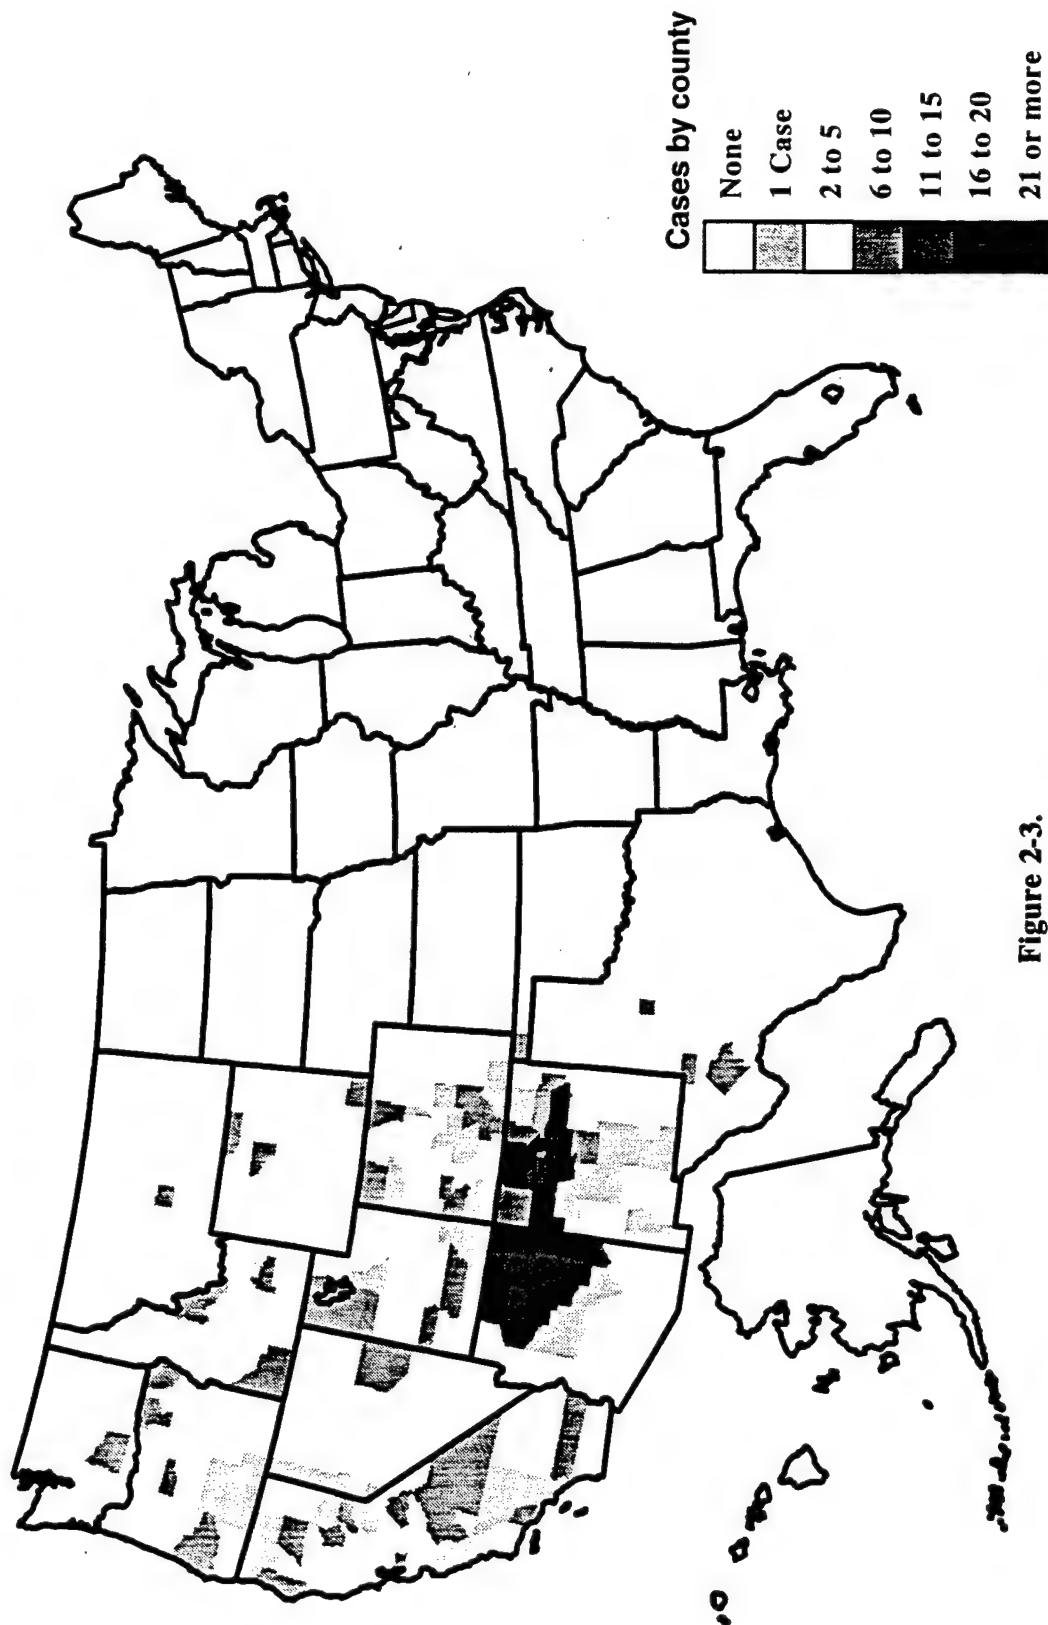 Cases by county
None
1 Case
2 to 5
6 to 10
11 to 15
16 to 20
21 or more
Figure 2-3.